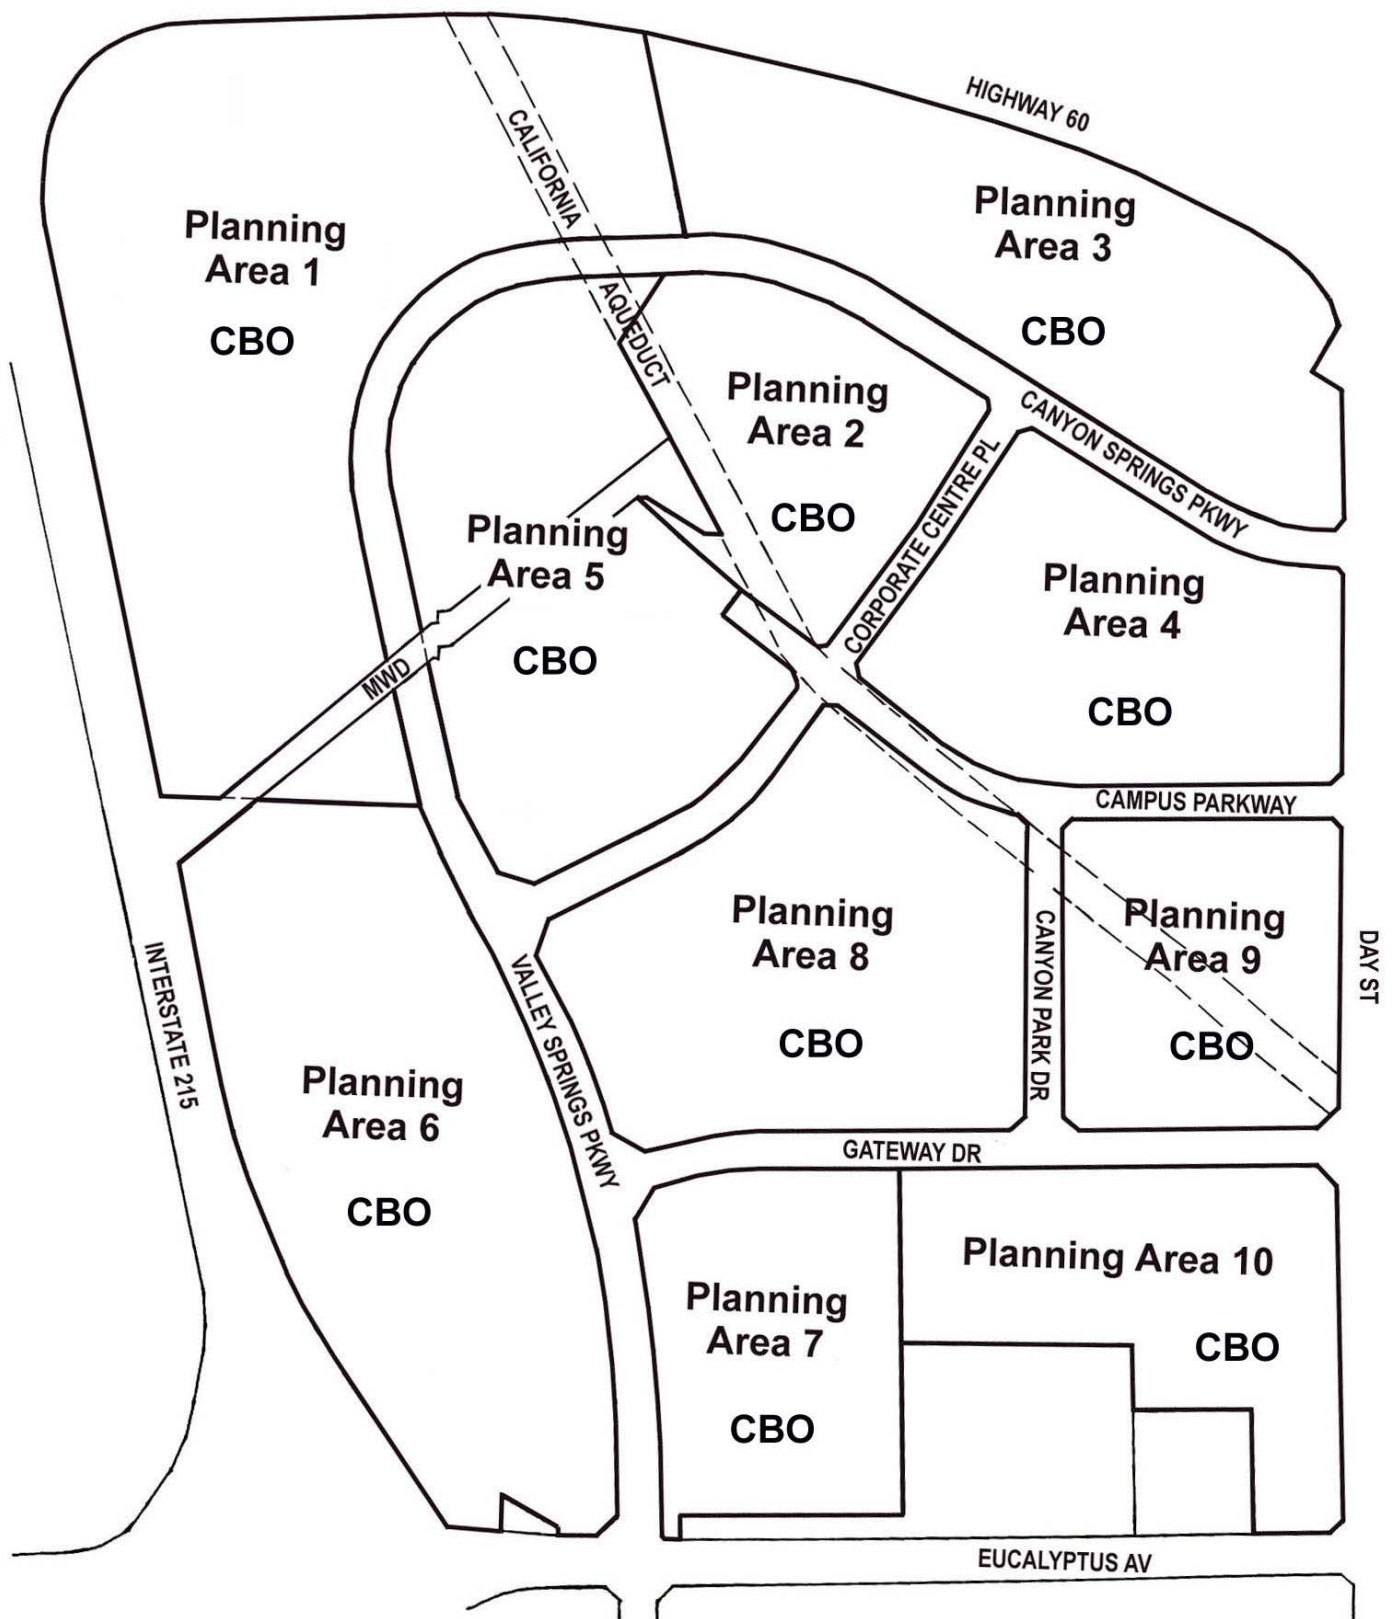 HIGHWAY 60
CALIFORNIA
AQUEDUCT
Planning
Area 1
CBO
Planning
Area 3
CBO
Planning
Area 2
CBO
CANYON SPRINGS PKWY
CORPORATE CENTRE PL
Planning
Area 5
CBO
Planning
Area 4
CBO
MWD
CAMPUS PARKWAY
Planning
Area 8
CBO
Planning
Area 9
CBO
INTERSTATE 215
VALLEY SPRINGS PKWY
CANYON PARK DR
DAY ST
Planning
Area 6
CBO
GATEWAY DR
Planning Area 10
CBO
Planning
Area 7
CBO
EUCALYPTUS AV